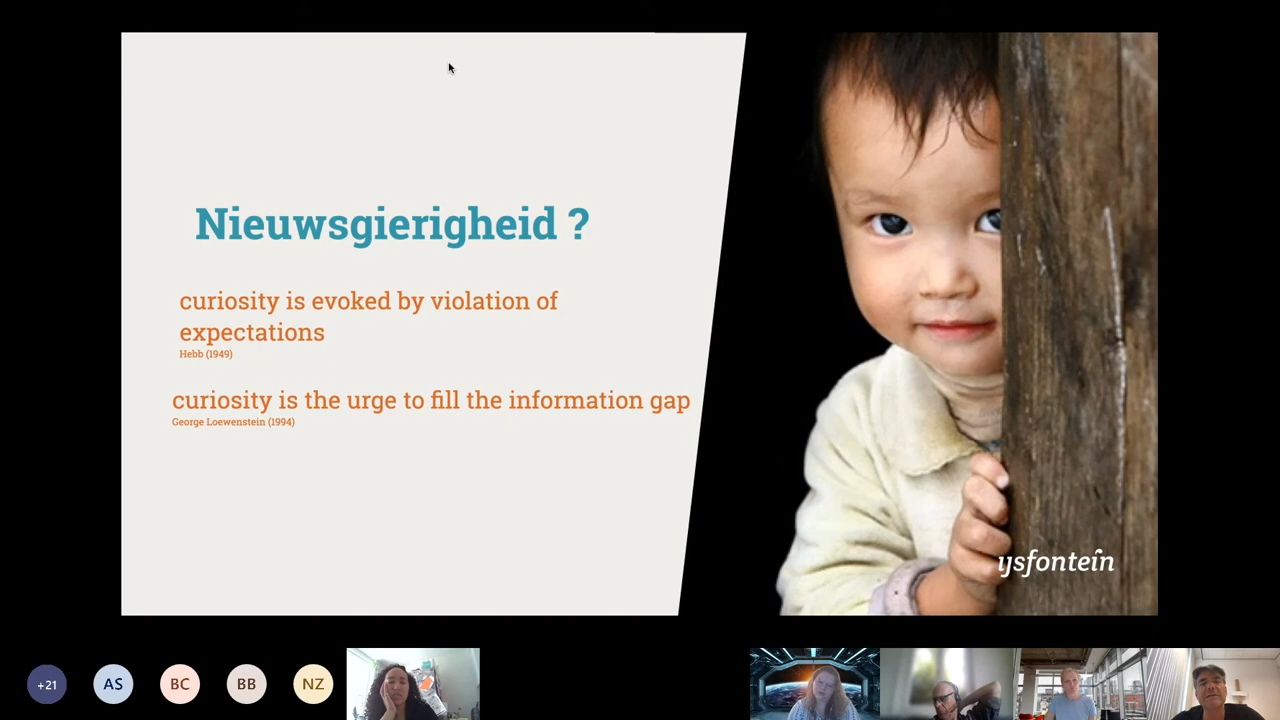 Nieuwsgierigheid ?
curiosity is evoked by violation of
expectations
Hebb (1949)
curiosity is the urge to fill the information gap
George Loewenstein (1994)
ysfontein
+21
AS
BC
BB
NZ